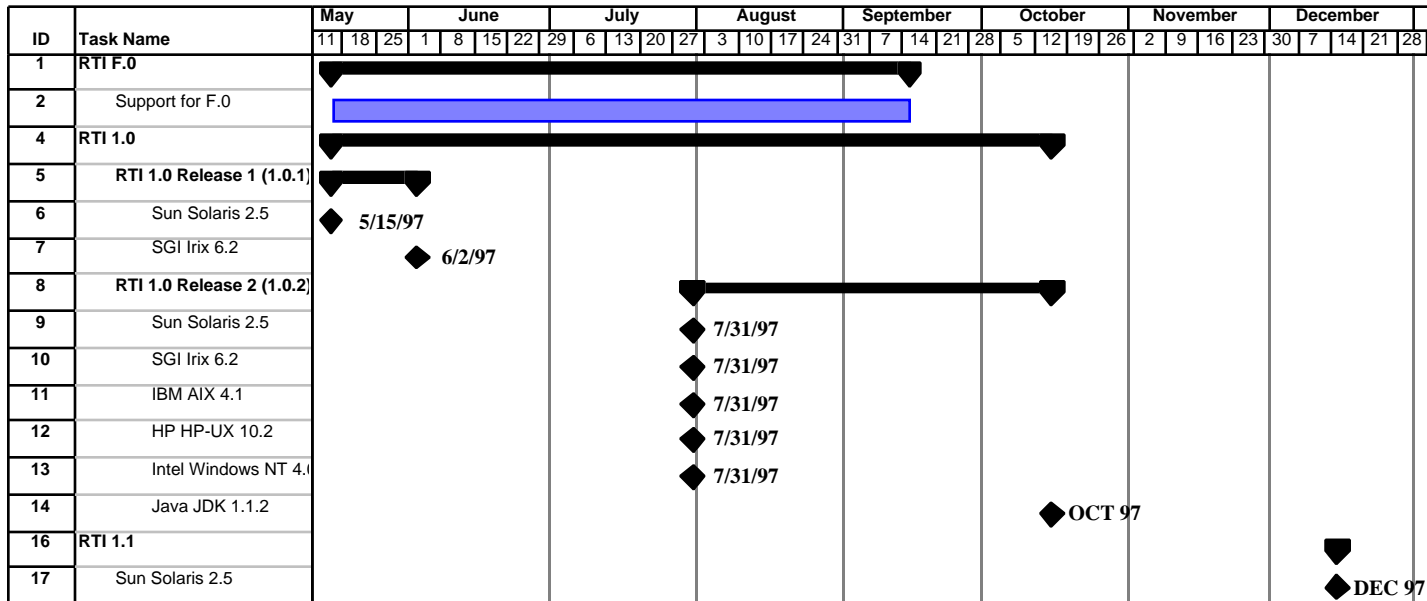 May June July August September October November December
ID Task Name 11 18 25 1 8 15 22 29 6 13 20 27 3 10 17 24 31 7 14 21 28 5 12 19 26 2 9 16 23 30 7 14 21 28
1 RTI F.0
2 Support for F.0
4 RTI 1.0
5 RTI 1.0 Release 1 (1.0.1)
6 Sun Solaris 2.5 5/15/97
7 SGI Irix 6.2 6/2/97
8 RTI 1.0 Release 2 (1.0.2)
9 Sun Solaris 2.5 7/31/97
10 SGI Irix 6.2 7/31/97
11 IBM AIX 4.1 7/31/97
12 HP HP-UX 10.2 7/31/97
13 Intel Windows NT 4.0 7/31/97
14 Java JDK 1.1.2 OCT 97
16 RTI 1.1
17 Sun Solaris 2.5 DEC 97